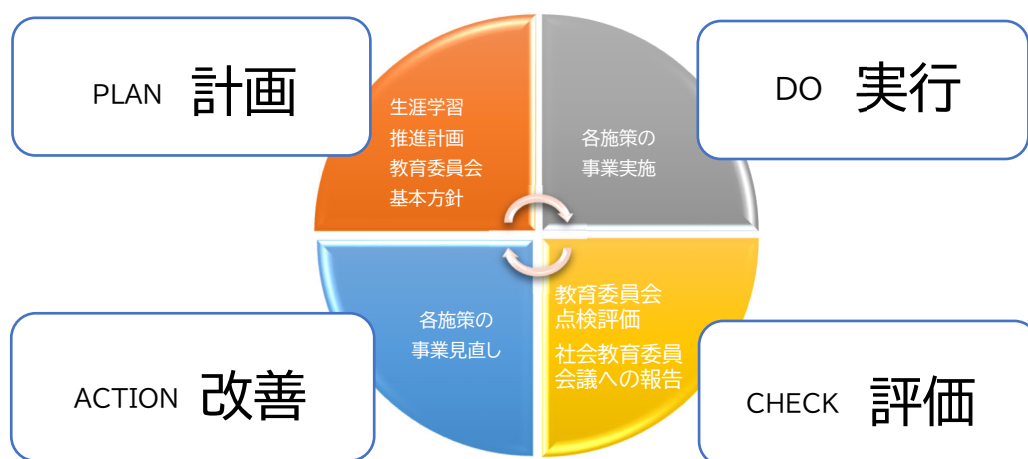 PLAN 計画
生涯学習
推進計画
教育委員会
基本方針
DO 実行
各施策の
事業実施
ACTION 改善
各施策の
事業見直し
教育委員会
点検評価
社会教育委員
会議への報告
CHECK 評価